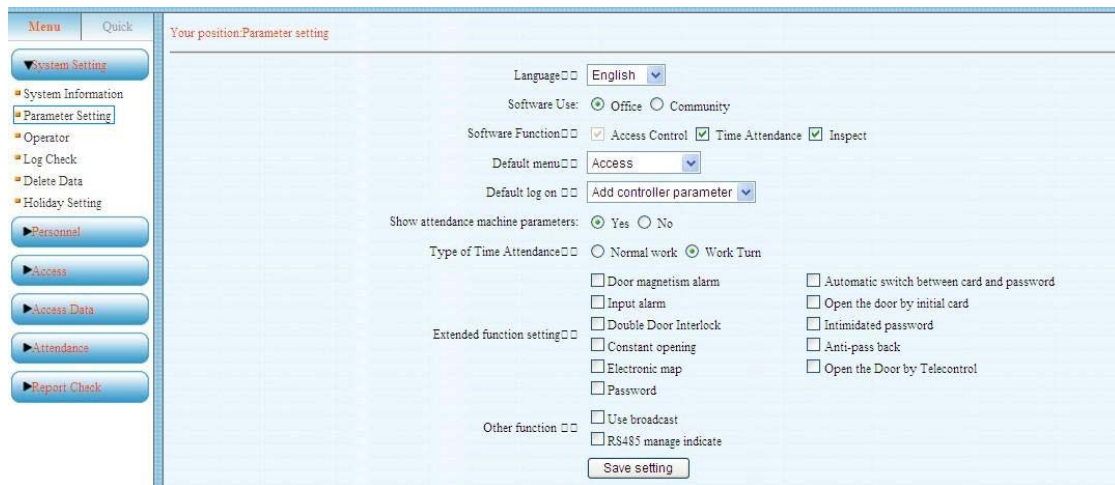 Menu
Quick
Your position:Parameter setting
System Setting
System Information
Parameter Setting
Operator
Log Check
Delete Data
Holiday Setting
Personnel
Access
Access Data
Attendance
Report Check
Language□□ English
Software Use: Office Community
Software Function□□ Access Control Time Attendance Inspect
Default menu□□ Access
Default log on □□ Add controller parameter
Show attendance machine parameters: Yes No
Type of Time Attendance□□ Normal work Work Turn
Extended function setting□□
Door magnetism alarm
Input alarm
Double Door Interlock
Constant opening
Electronic map
Password
Automatic switch between card and password
Open the door by initial card
Intimidated password
Anti-pass back
Open the Door by Telecontrol
Other function □□
Use broadcast
RS485 manage indicate
Save setting